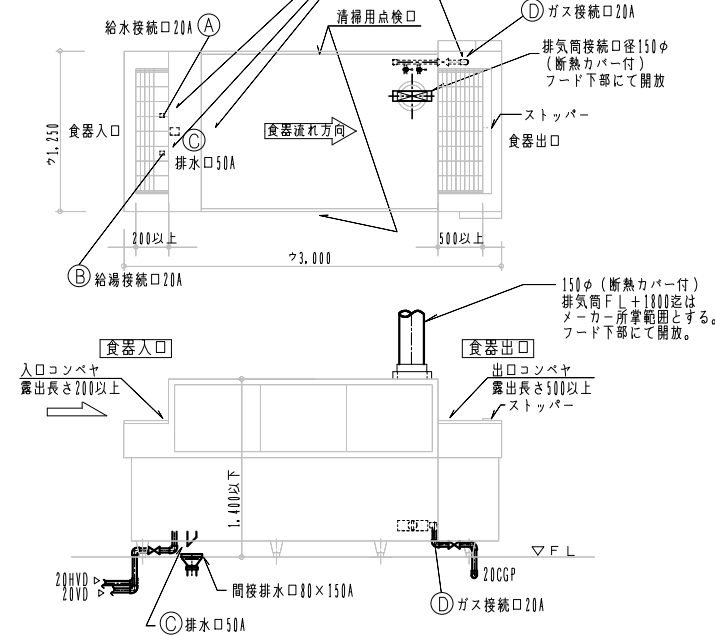 清掃用点検口
Ⓓ ガス接続口20A
給水接続口20A Ⓐ
排気筒接続口径150φ
(断熱カバー付)
フード下部にて開放
ストッパー
食器入口
Ⓒ
排水口50A
食器流れ方向
食器出口
ウ1,250
200以上
500以上
ウ3,000
Ⓑ 給湯接続口20A
150φ (断熱カバー付)
排気筒FL+1800迄は
メーカー所掌範囲とする。
フード下部にて開放。
食器入口
食器出口
入口コンベヤ
露出長さ200以上
出口コンベヤ
露出長さ500以上
ストッパー
1,400以下
▽FL
20HVD
20VD
間接排水口80×150A
20CGP
Ⓒ 排水口50A
Ⓓ ガス接続口20A